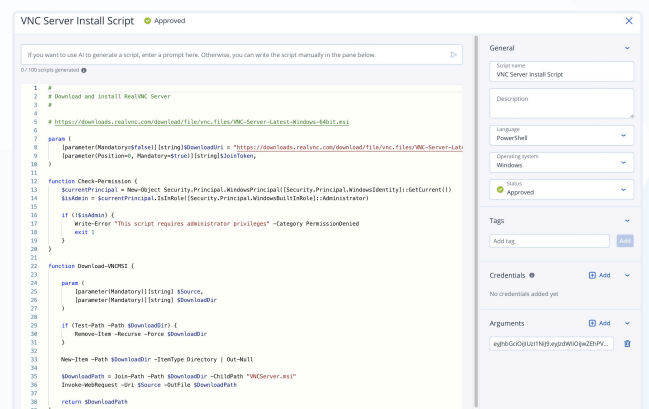 VNC Server Install Script Approved
If you want to use AI to generate a script, enter a prompt here. Otherwise, you can write the script manually in the pane below.
0 / 100 scripts generated
1 #
2 # Download and install RealVNC Server
3 #
4
5 # https://downloads.realvnc.com/download/file/vnc.files/VNC-Server-Latest-Windows-64bit.msi
6
7 param (
8 [parameter(Mandatory=$false)][string]$DownloadUri = "https://downloads.realvnc.com/download/file/vnc.files/VNC-Server-Late
9 [parameter(Position=0, Mandatory=$true)][string]$JoinToken,
10 )
11
12 function Check-Permission {
13 $currentPrincipal = New-Object Security.Principal.WindowsPrincipal([Security.Principal.WindowsIdentity]::GetCurrent())
14 $isAdmin = $currentPrincipal.IsInRole([Security.Principal.WindowsBuiltInRole]::Administrator)
15
16 if (!$isAdmin) {
17 Write-Error "This script requires administrator privileges" -Category PermissionDenied
18 exit 1
19 }
20 }
21
22 function Download-VNCMSI {
23
24 param (
25 [parameter(Mandatory)][string] $Source,
26 [parameter(Mandatory)][string] $DownloadDir
27 )
28
29 if (Test-Path -Path $DownloadDir) {
30 Remove-Item -Recurse -Force $DownloadDir
31 }
32
33 New-Item -Path $DownloadDir -ItemType Directory | Out-Null
34
35 $DownloadPath = Join-Path -Path $DownloadDir -ChildPath "VNCServer.msi"
36 Invoke-WebRequest -Uri $Source -OutFile $DownloadPath
37
38 return $DownloadPath
General
Script name
VNC Server Install Script
Description
Language
PowerShell
Operating system
Windows
Status
Approved
Tags
Add tag Add
Credentials Add
No credentials added yet
Arguments Add